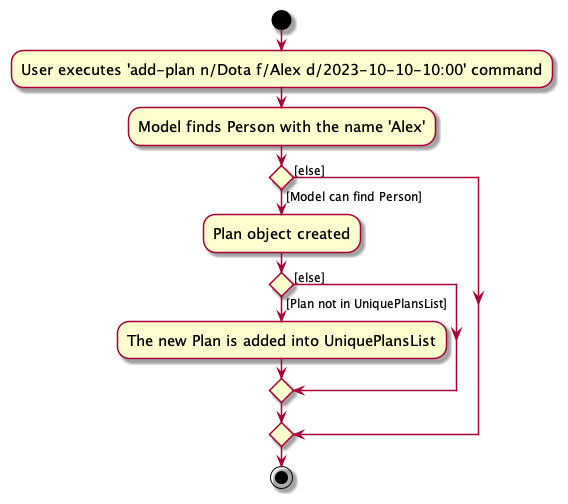 User executes 'add-plan n/Dota f/Alex d/2023-10-10-10:00' command
Model finds Person with the name 'Alex'
[else]
[Model can find Person]
Plan object created
[else]
[Plan not in UniquePlansList]
The new Plan is added into UniquePlansList